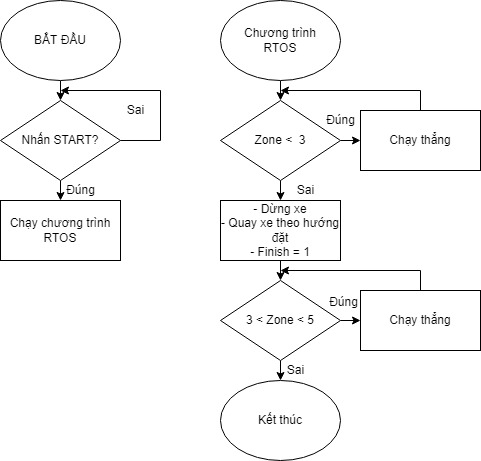 BẮT ĐẦU
Sai
Nhấn START?
Đúng
Chạy chương trình
RTOS
Chương trình
RTOS
Đúng
Zone < 3
Chạy thẳng
Sai
- Dừng xe
- Quay xe theo hướng
đặt
- Finish = 1
Đúng
3 < Zone < 5
Chạy thẳng
Sai
Kết thúc